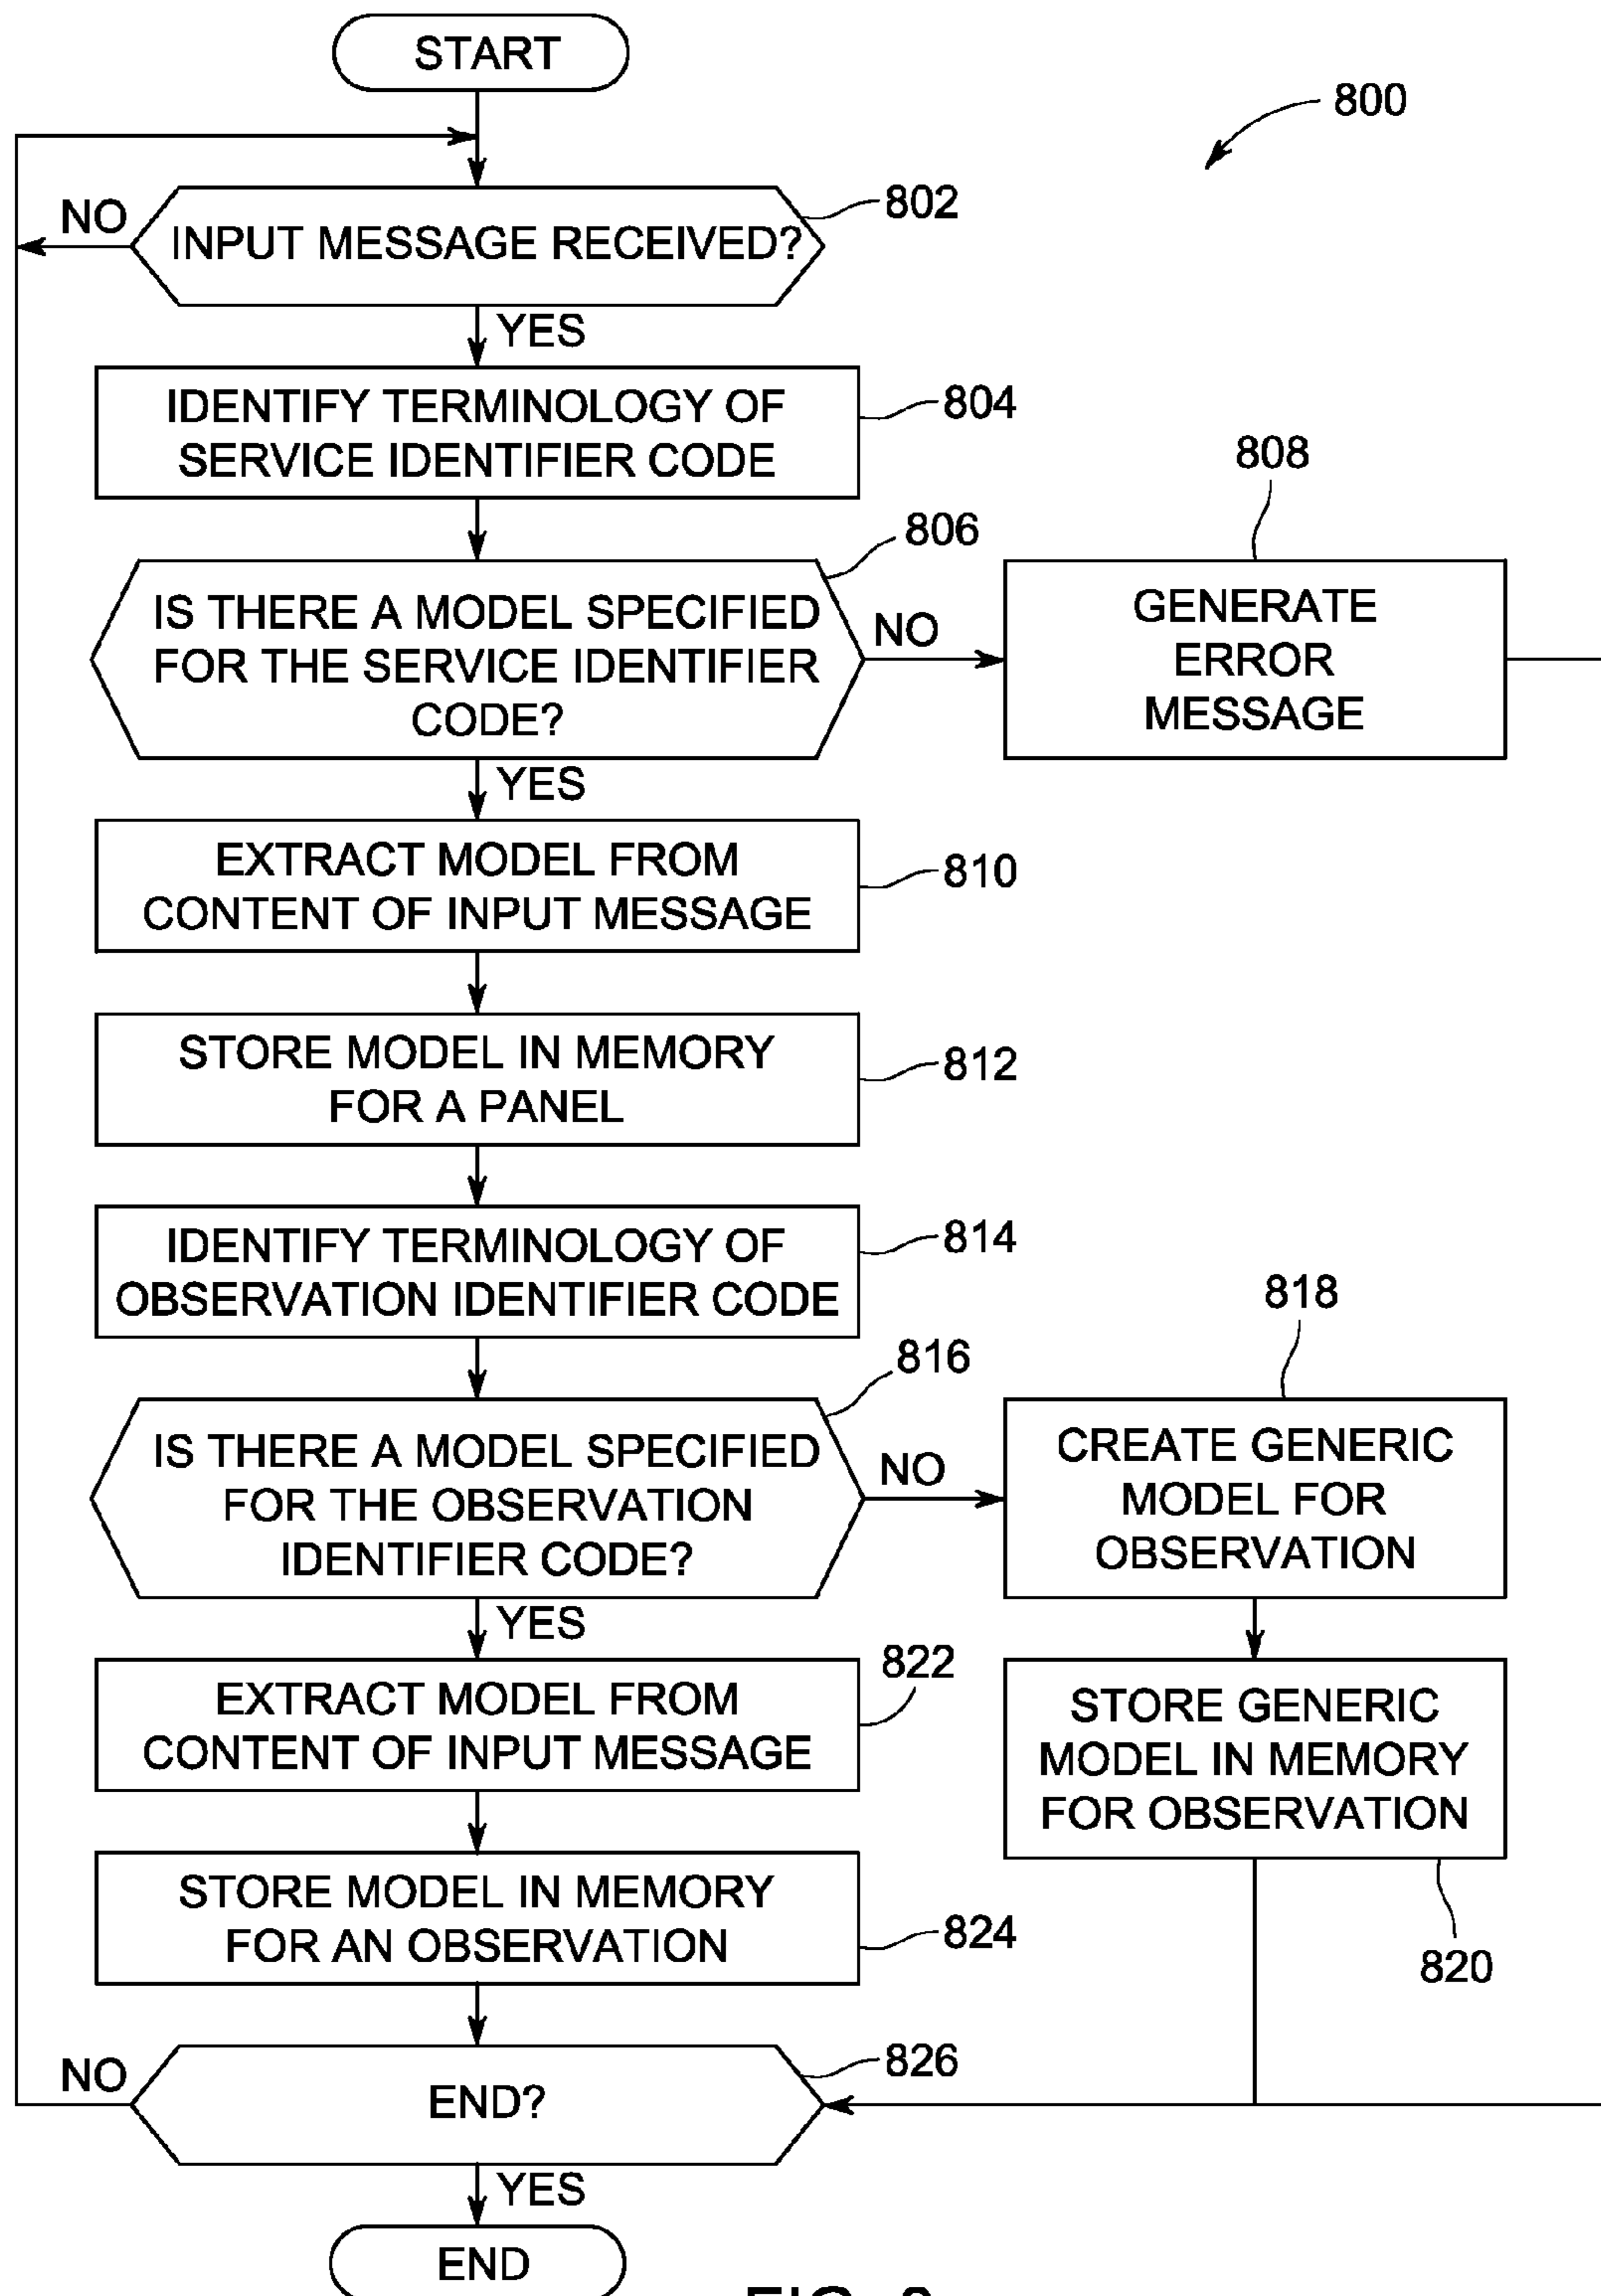 START
800
NO
802
INPUT MESSAGE RECEIVED?
YES
IDENTIFY TERMINOLOGY OF
SERVICE IDENTIFIER CODE
804
806
808
IS THERE A MODEL SPECIFIED
FOR THE SERVICE IDENTIFIER
CODE?
NO
GENERATE
ERROR
MESSAGE
YES
EXTRACT MODEL FROM
CONTENT OF INPUT MESSAGE
810
STORE MODEL IN MEMORY
FOR A PANEL
812
IDENTIFY TERMINOLOGY OF
OBSERVATION IDENTIFIER CODE
814
816
818
IS THERE A MODEL SPECIFIED
FOR THE OBSERVATION
IDENTIFIER CODE?
NO
CREATE GENERIC
MODEL FOR
OBSERVATION
YES
EXTRACT MODEL FROM
CONTENT OF INPUT MESSAGE
822
STORE GENERIC
MODEL IN MEMORY
FOR OBSERVATION
820
STORE MODEL IN MEMORY
FOR AN OBSERVATION
824
NO
END?
826
YES
END